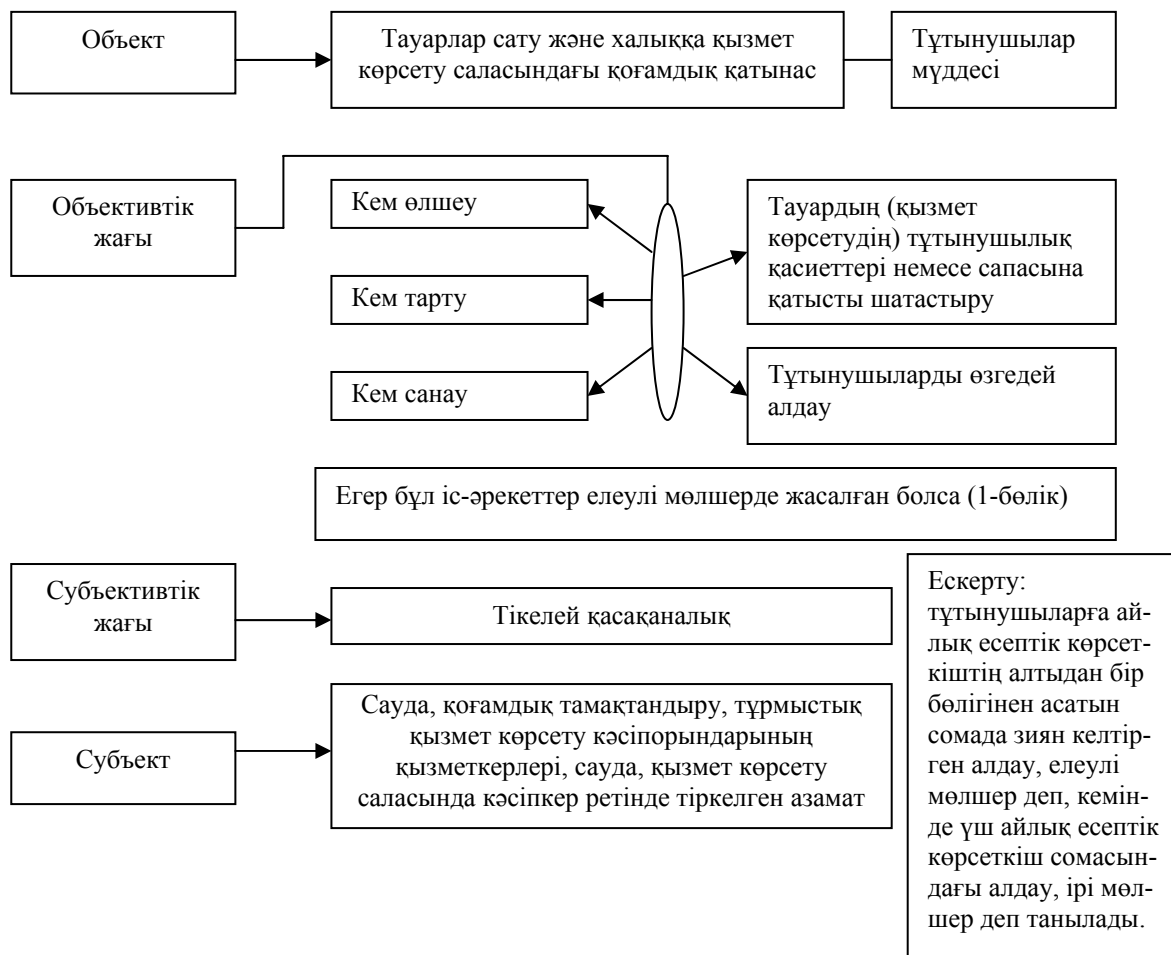 Объект
Тауарлар сату және халыққа қызмет
көрсету саласындағы қоғамдық қатынас
Тұтынушылар
мүддесі
Объективтік
жағы
Кем өлшеу
Кем тарту
Кем санау
Тауардың (қызмет
көрсетудің) тұтынушылық
қасиеттері немесе сапасына
қатысты шатастыру
Тұтынушыларды өзгедей
алдау
Егер бұл іс-әрекеттер елеулі мөлшерде жасалған болса (1-бөлік)
Субъективтік
жағы
Тікелей қасақаналық
Субъект
Сауда, қоғамдық тамақтандыру, тұрмыстық
қызмет көрсету кәсіпорындарының
қызметкерлері, сауда, қызмет көрсету
саласында кәсіпкер ретінде тіркелген азамат
Ескерту:
тұтынушыларға ай-
лық есептік көрсет-
кіштің алтыдан бір
бөлігінен асатын
сомада зиян келтір-
ген алдау, елеулі
мөлшер деп, кемін-
де үш айлық есептік
көрсеткіш сомасын-
дағы алдау, ірі мөл-
шер деп танылады.